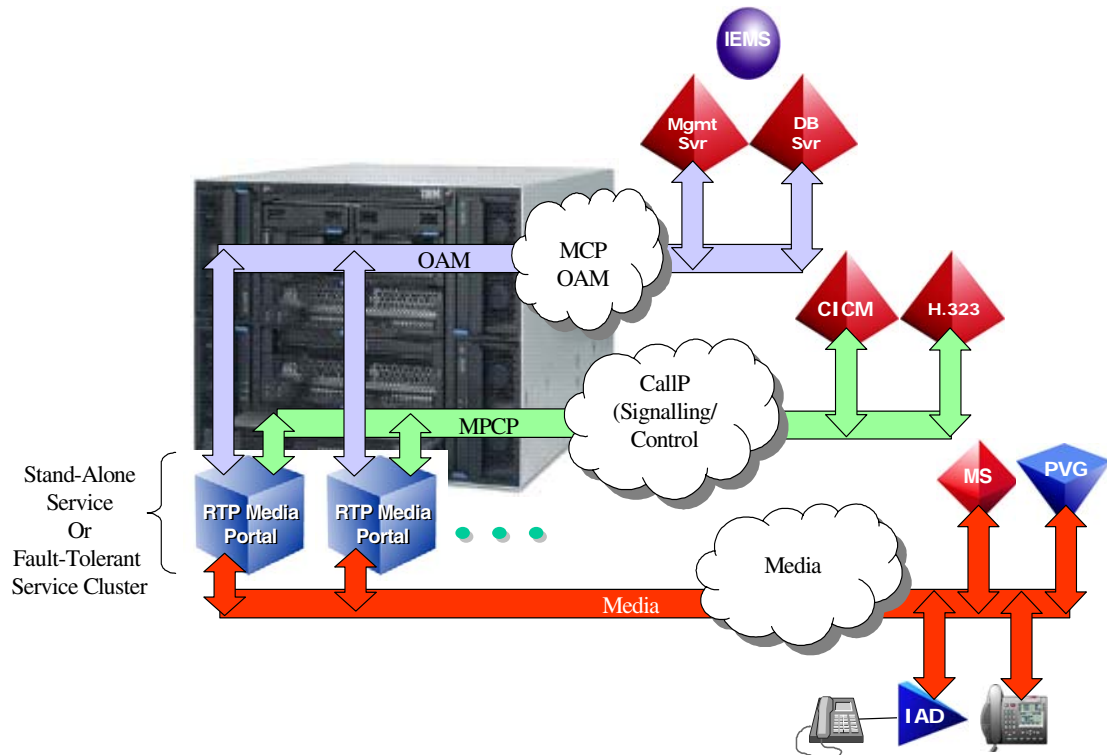 IEMS
Mgmt
Svr
DB
Svr
IBM
OAM
MCP
OAM
CICM
H.323
CallP
(Signalling/
Control
MPCP
Stand-Alone
Service
Or
Fault-Tolerant
Service Cluster
RTP Media
Portal
RTP Media
Portal
MS
PVG
Media
Media
IAD